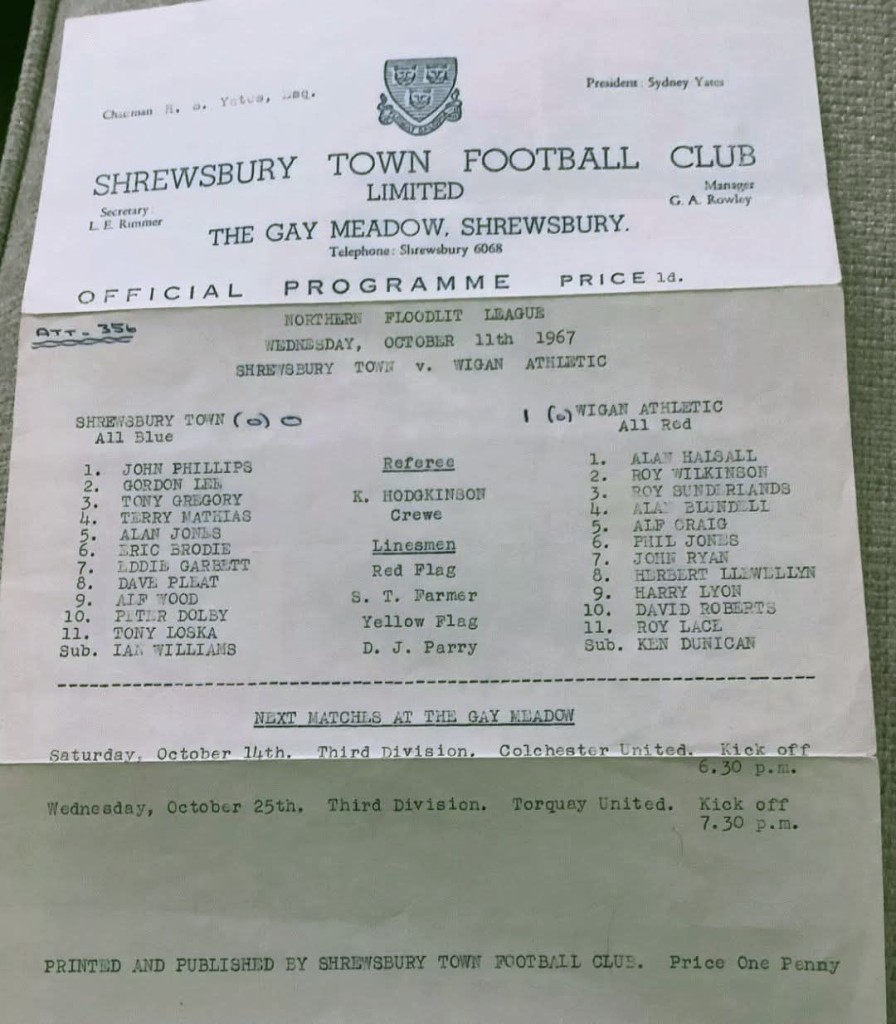 Chairman R. S. Yates, Esq.
President: Sydney Yates
SHREWSBURY TOWN FOOTBALL CLUB
LIMITED
Secretary
L. E. Rimmer
Manager
G. A. Rowley
THE GAY MEADOW, SHREWSBURY.
Telephone: Shrewsbury 6068
OFFICIAL PROGRAMME PRICE 1d.
ATT - 356
NORTHERN FLOODLIT LEAGUE
WEDNESDAY, OCTOBER 11th 1967
SHREWSBURY TOWN v. WIGAN ATHLETIC
SHREWSBURY TOWN (0) 0
All Blue
1 (0) WIGAN ATHLETIC
All Red
1. JOHN PHILLIPS
2. GORDON LEE
3. TONY GREGORY
4. TERRY MATHIAS
5. ALAN JONES
6. ERIC BRODIE
7. EDDIE GARBETT
8. DAVE PLEAT
9. ALF WOOD
10. PETER DOLBY
11. TONY LOSKA
Sub. IAN WILLIAMS
Referee
K. HODGKINSON
Crewe
Linesmen
Red Flag
S. T. Farmer
Yellow Flag
D. J. Parry
1. ALAN HALSALL
2. ROY WILKINSON
3. ROY SUNDERLANDS
4. ALAN BLUNDELL
5. ALF CRAIG
6. PHIL JONES
7. JOHN RYAN
8. HERBERT LLEWELLYN
9. HARRY LYON
10. DAVID ROBERTS
11. ROY LACE
Sub. KEN DUNICAN
NEXT MATCHES AT THE GAY MEADOW
Saturday, October 14th. Third Division. Colchester United. Kick off
6.30 p.m.
Wednesday, October 25th. Third Division. Torquay United. Kick off
7.30 p.m.
PRINTED AND PUBLISHED BY SHREWSBURY TOWN FOOTBALL CLUB. Price One Penny